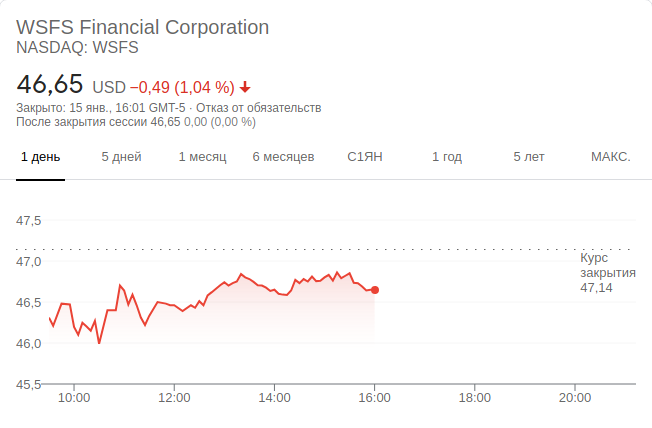 WSFS Financial Corporation
NASDAQ: WSFS
46,65 USD −0,49 (1,04 %)
Закрыто: 15 янв., 16:01 GMT-5 · Отказ от обязательств
После закрытия сессии 46,65 0,00 (0,00 %)
1 день 5 дней 1 месяц 6 месяцев С1ЯН 1 год 5 лет МАКС.
47,5
47,0
Курс
закрытия
47,14
46,5
46,0
45,5
10:00 12:00 14:00 16:00 18:00 20:00